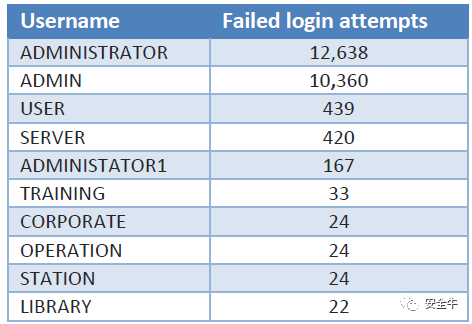 Username Failed login attempts
ADMINISTRATOR 12,638
ADMIN 10,360
USER 439
SERVER 420
ADMINISTATOR1 167
TRAINING 33
CORPORATE 24
OPERATION 24
STATION 24
LIBRARY 22
安全牛